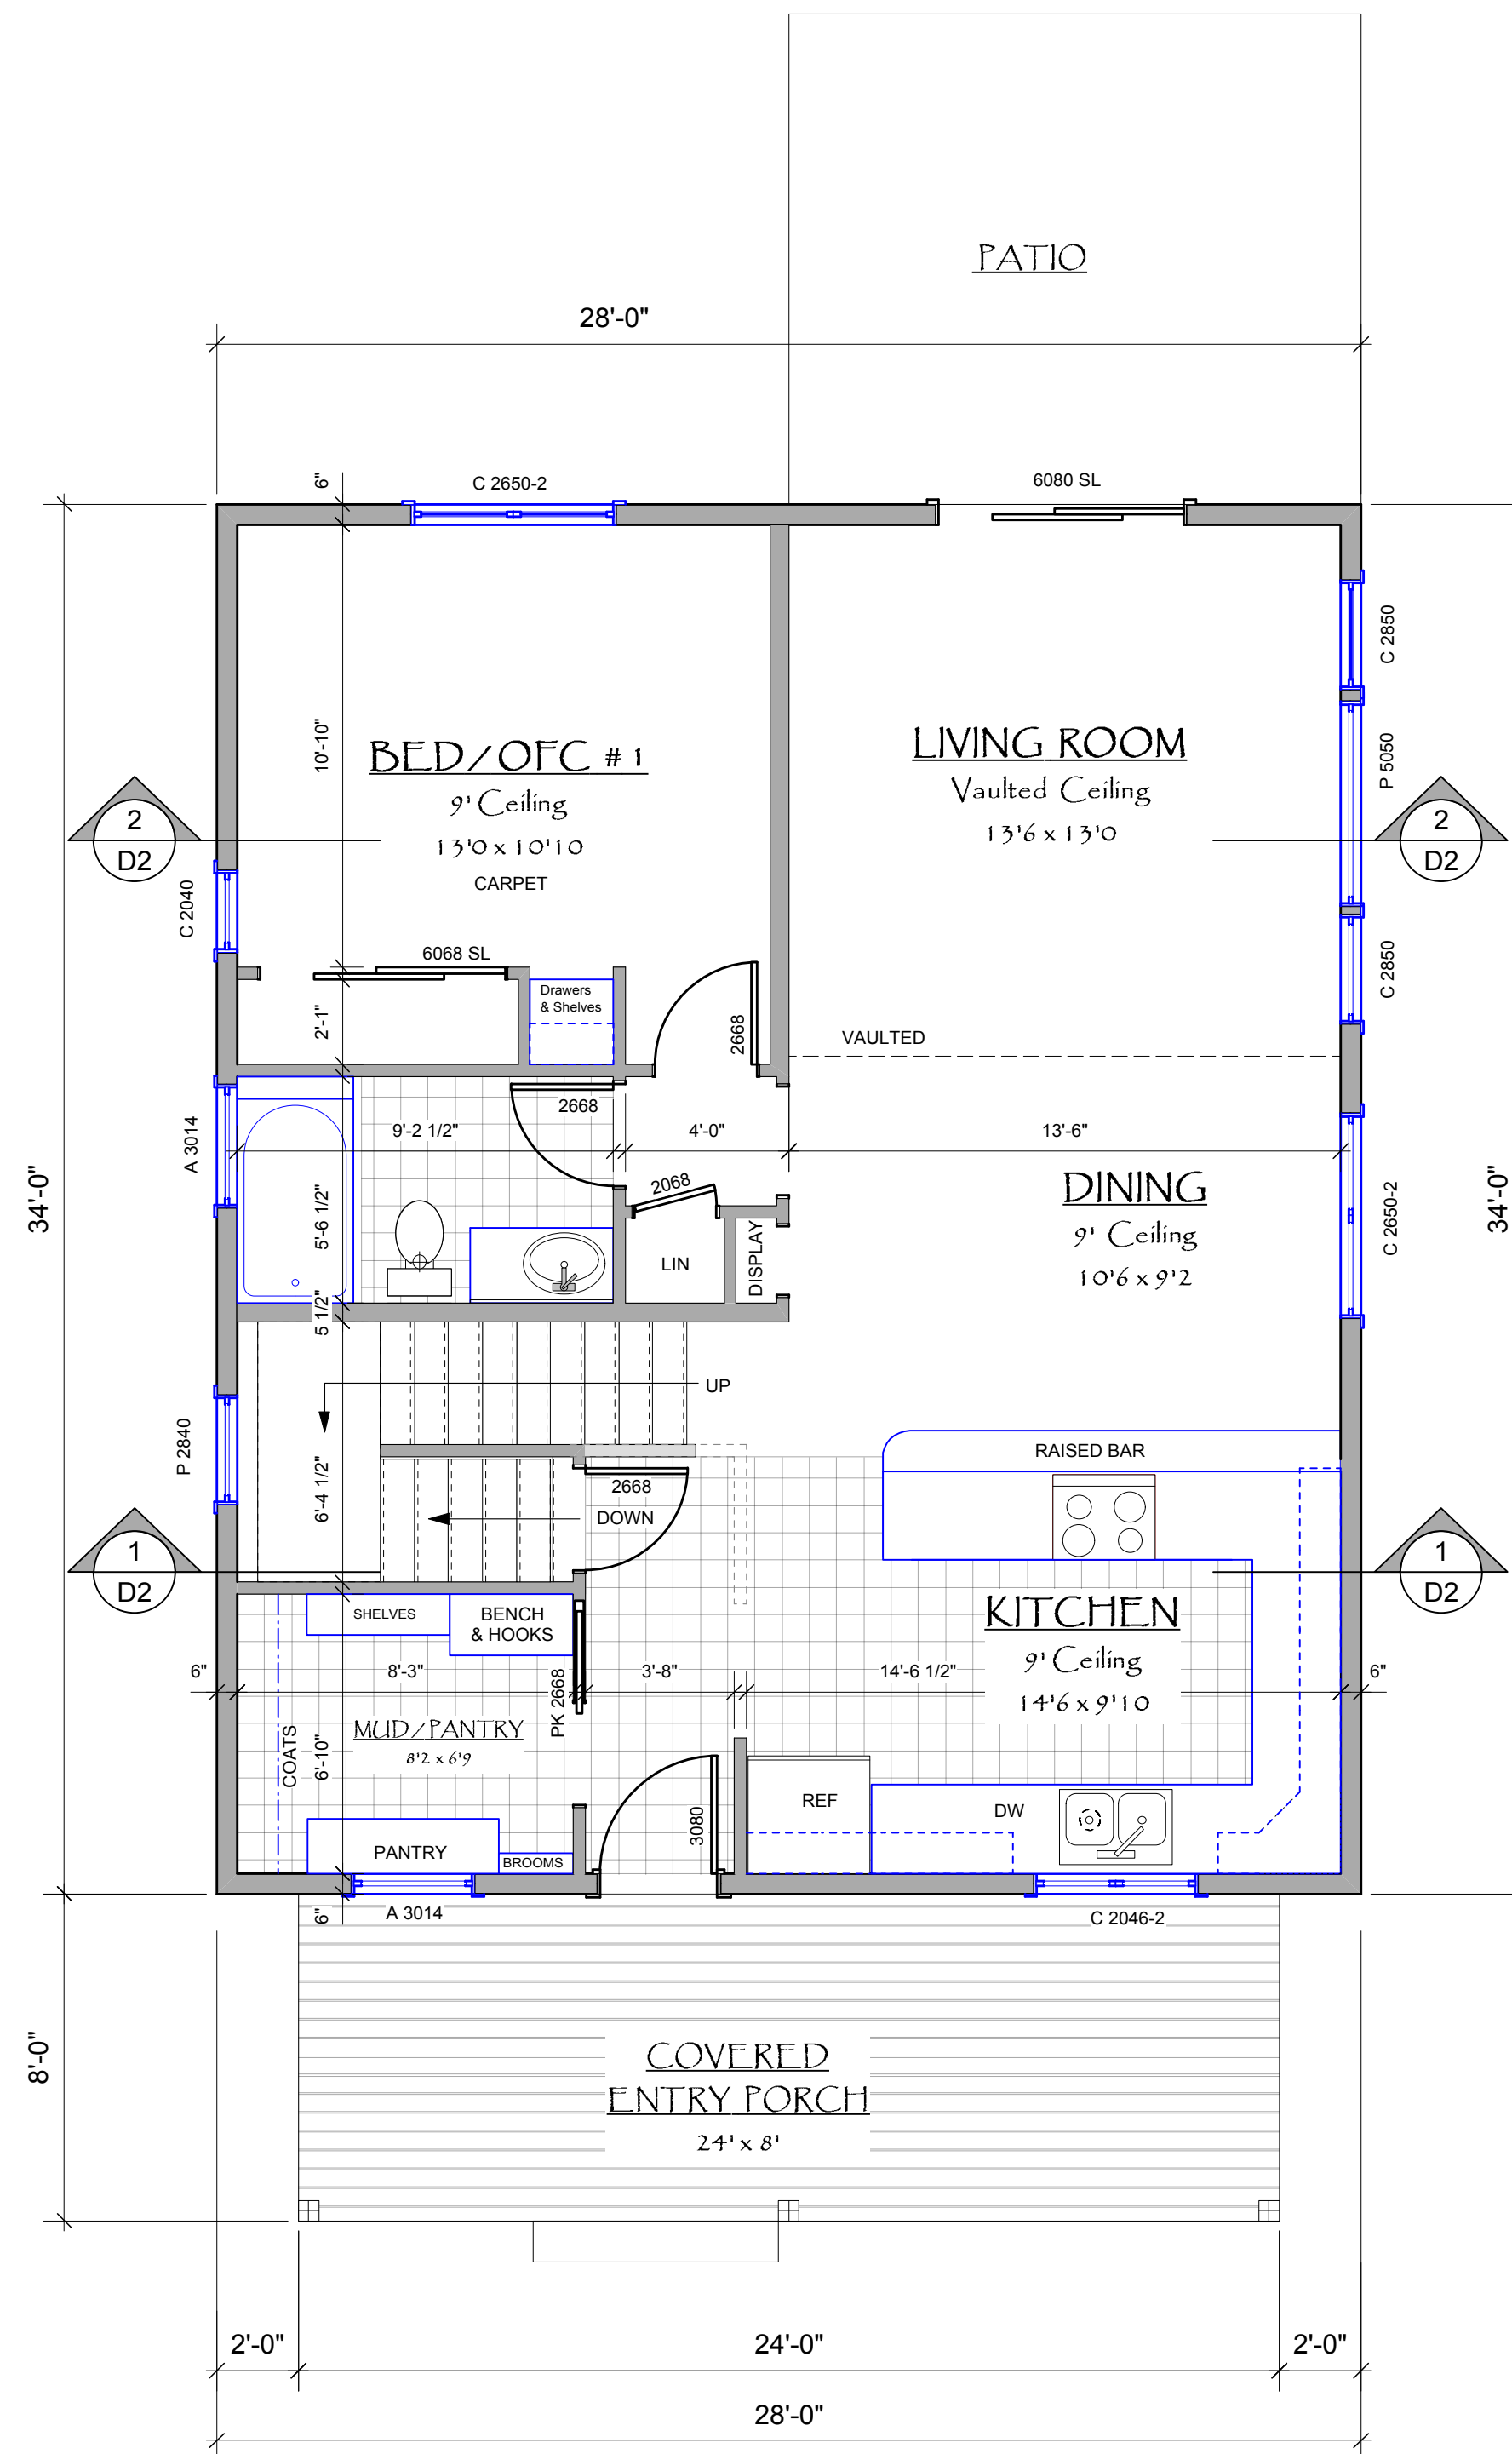 PATIO
28'-0"
6"
C 2650-2
6080 SL
C 2850
P 5050
C 2850
10'-10"
BED/OFC # 1
9' Ceiling
13'0 x 10'10
CARPET
LIVING ROOM
Vaulted Ceiling
13'6 x 13'0
2
D2
2
D2
C 2040
6068 SL
Drawers
& Shelves
2'-1"
2668
VAULTED
A 3014
2668
9'-2 1/2"
4'-0"
13'-6"
34'-0"
34'-0"
5'-6 1/2"
2068
LIN
DISPLAY
DINING
9' Ceiling
10'6 x 9'2
C 2650-2
5 1/2"
UP
P 2840
6'-4 1/2"
RAISED BAR
2668
DOWN
1
D2
1
D2
SHELVES
BENCH
& HOOKS
KITCHEN
9' Ceiling
14'6 x 9'10
6"
8'-3"
PK 2668
3'-8"
14'-6 1/2"
6"
COATS
6'-10"
MUD/PANTRY
8'2 x 6'9
3080
REF
DW
PANTRY
BROOMS
6"
A 3014
C 2046-2
8'-0"
COVERED
ENTRY PORCH
24' x 8'
2'-0"
24'-0"
2'-0"
28'-0"